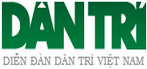 DÂN TRÍ
DIỄN ĐÀN DÂN TRÍ VIỆT NAM